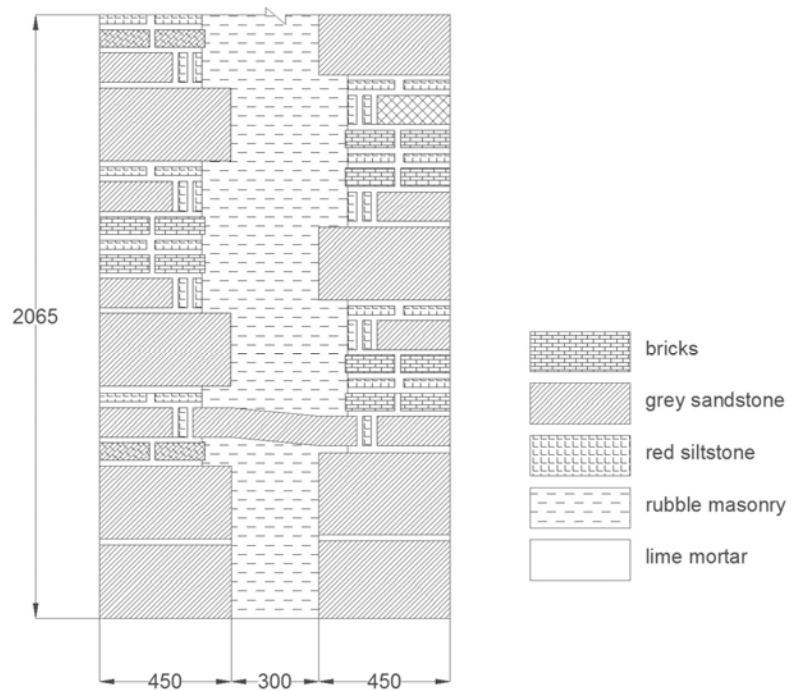 2065
bricks
grey sandstone
red siltstone
rubble masonry
lime mortar
450 300 450